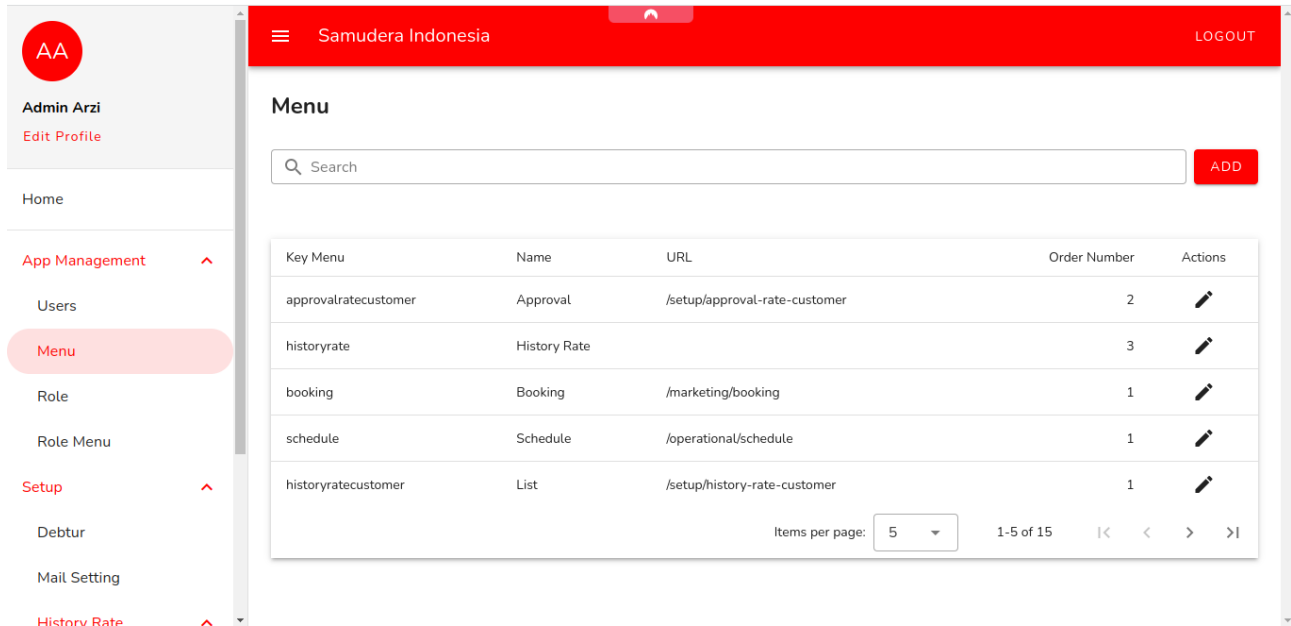 AA
Admin Arzi
Edit Profile
Home
App Management
Users
Menu
Role
Role Menu
Setup
Debtur
Mail Setting
History Rate
Samudera Indonesia
LOGOUT
Menu
Search
ADD
Key Menu Name URL Order Number Actions
approvalratecustomer Approval /setup/approval-rate-customer 2
historyrate History Rate 3
booking Booking /marketing/booking 1
schedule Schedule /operational/schedule 1
historyratecustomer List /setup/history-rate-customer 1
Items per page: 5 1-5 of 15